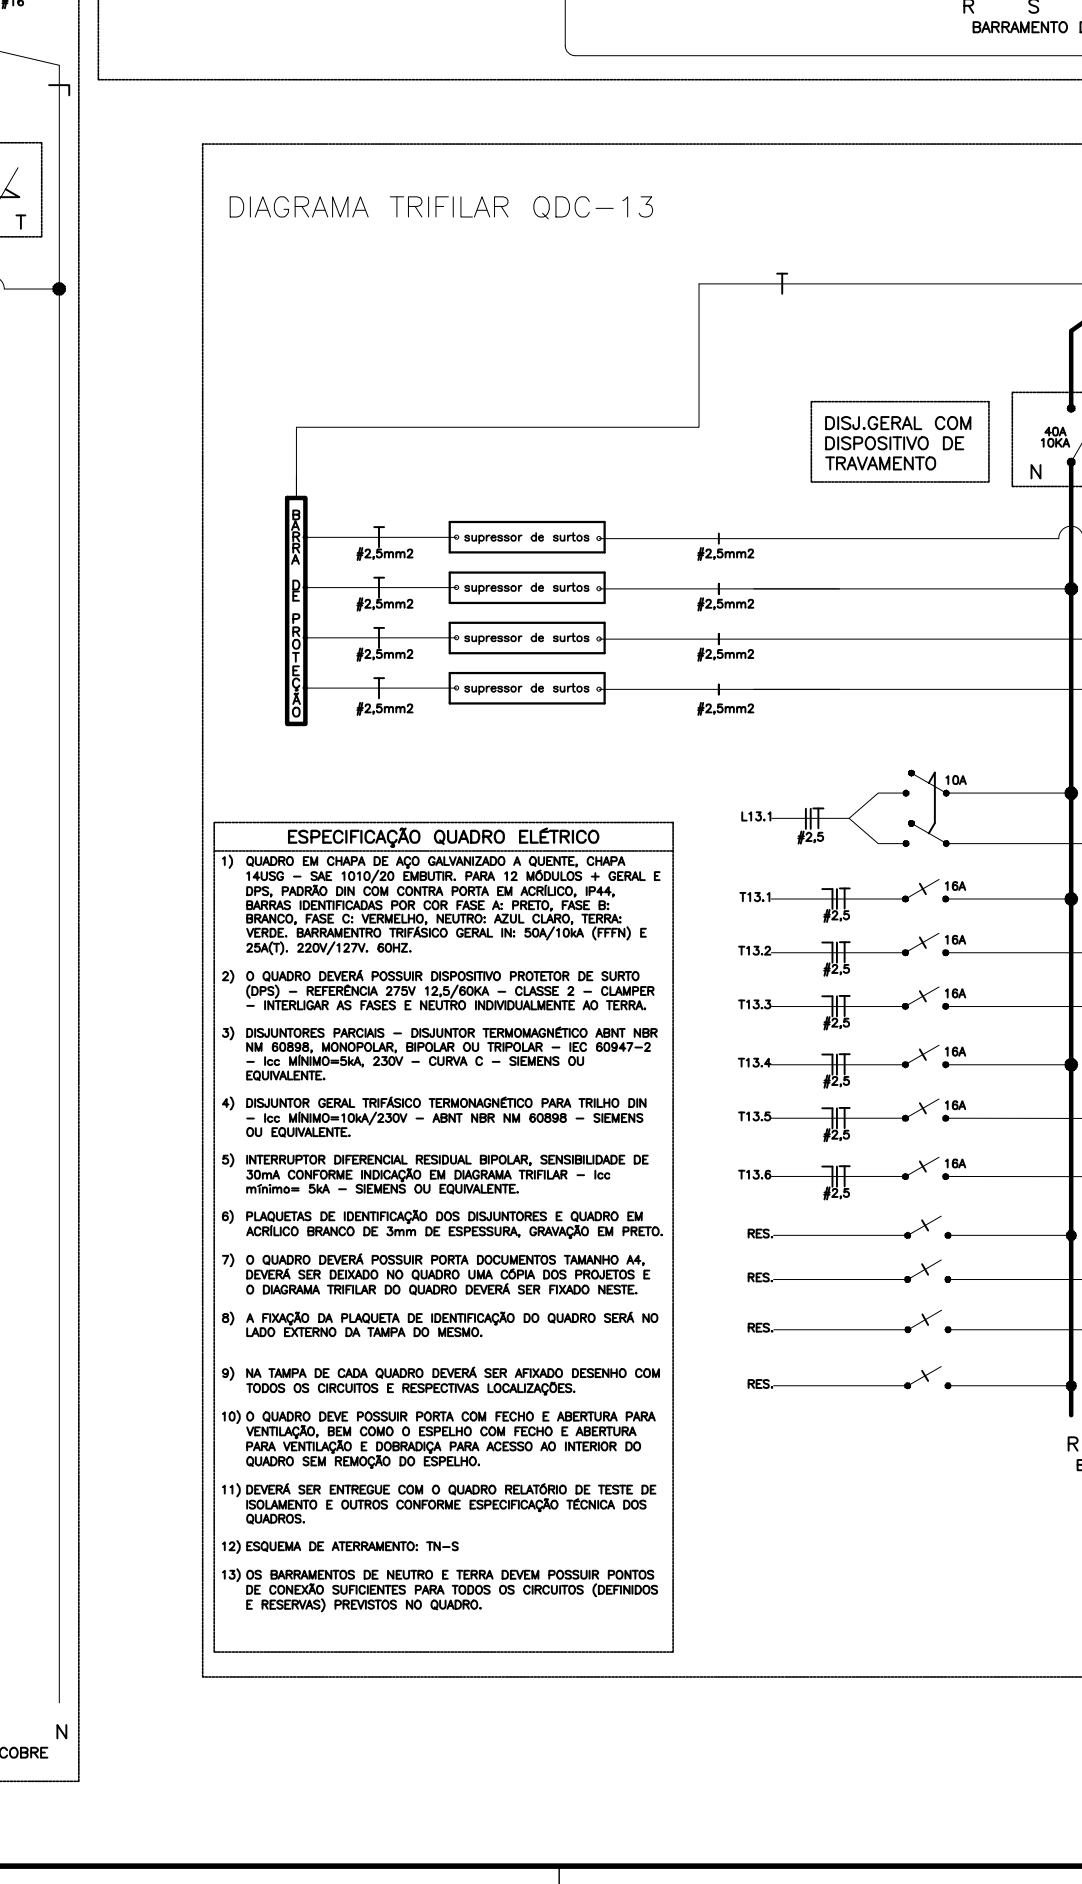 #16
R S
BARRAMENTO
T
DIAGRAMA TRIFILAR QDC-13
T
DISJ.GERAL COM
DISPOSITIVO DE
TRAVAMENTO
40A
10KA
N
BARRA DE PROTEÇÃO
supressor de surtos
#2,5mm2
#2,5mm2
supressor de surtos
#2,5mm2
#2,5mm2
supressor de surtos
#2,5mm2
#2,5mm2
supressor de surtos
#2,5mm2
#2,5mm2
L13.1
#2,5
10A
T13.1
#2,5
16A
T13.2
#2,5
16A
T13.3
#2,5
16A
T13.4
#2,5
16A
T13.5
#2,5
16A
T13.6
#2,5
16A
RES.
RES.
RES.
RES.
R
ESPECIFICAÇÃO QUADRO ELÉTRICO
1) QUADRO EM CHAPA DE AÇO GALVANIZADO A QUENTE, CHAPA
14USG – SAE 1010/20 EMBUTIR. PARA 12 MÓDULOS + GERAL E
DPS, PADRÃO DIN COM CONTRA PORTA EM ACRÍLICO, IP44,
BARRAS IDENTIFICADAS POR COR FASE A: PRETO, FASE B:
BRANCO, FASE C: VERMELHO, NEUTRO: AZUL CLARO, TERRA:
VERDE. BARRAMENTRO TRIFÁSICO GERAL IN: 50A/10kA (FFFN) E
25A(T). 220V/127V. 60HZ.
2) O QUADRO DEVERÁ POSSUIR DISPOSITIVO PROTETOR DE SURTO
(DPS) – REFERÊNCIA 275V 12,5/60KA – CLASSE 2 – CLAMPER
– INTERLIGAR AS FASES E NEUTRO INDIVIDUALMENTE AO TERRA.
3) DISJUNTORES PARCIAIS – DISJUNTOR TERMOMAGNÉTICO ABNT NBR
NM 60898, MONOPOLAR, BIPOLAR OU TRIPOLAR – IEC 60947-2
– Icc MÍNIMO=5kA, 230V – CURVA C – SIEMENS OU
EQUIVALENTE.
4) DISJUNTOR GERAL TRIFÁSICO TERMONAGNÉTICO PARA TRILHO DIN
– Icc MÍNIMO=10kA/230V – ABNT NBR NM 60898 – SIEMENS
OU EQUIVALENTE.
5) INTERRUPTOR DIFERENCIAL RESIDUAL BIPOLAR, SENSIBILIDADE DE
30mA CONFORME INDICAÇÃO EM DIAGRAMA TRIFILAR – Icc
mínimo= 5kA – SIEMENS OU EQUIVALENTE.
6) PLAQUETAS DE IDENTIFICAÇÃO DOS DISJUNTORES E QUADRO EM
ACRÍLICO BRANCO DE 3mm DE ESPESSURA, GRAVAÇÃO EM PRETO.
7) O QUADRO DEVERÁ POSSUIR PORTA DOCUMENTOS TAMANHO A4,
DEVERÁ SER DEIXADO NO QUADRO UMA CÓPIA DOS PROJETOS E
O DIAGRAMA TRIFILAR DO QUADRO DEVERÁ SER FIXADO NESTE.
8) A FIXAÇÃO DA PLAQUETA DE IDENTIFICAÇÃO DO QUADRO SERÁ NO
LADO EXTERNO DA TAMPA DO MESMO.
9) NA TAMPA DE CADA QUADRO DEVERÁ SER AFIXADO DESENHO COM
TODOS OS CIRCUITOS E RESPECTIVAS LOCALIZAÇÕES.
10) O QUADRO DEVE POSSUIR PORTA COM FECHO E ABERTURA PARA
VENTILAÇÃO, BEM COMO O ESPELHO COM FECHO E ABERTURA
PARA VENTILAÇÃO E DOBRADIÇA PARA ACESSO AO INTERIOR DO
QUADRO SEM REMOÇÃO DO ESPELHO.
11) DEVERÁ SER ENTREGUE COM O QUADRO RELATÓRIO DE TESTE DE
ISOLAMENTO E OUTROS CONFORME ESPECIFICAÇÃO TÉCNICA DOS
QUADROS.
12) ESQUEMA DE ATERRAMENTO: TN-S
13) OS BARRAMENTOS DE NEUTRO E TERRA DEVEM POSSUIR PONTOS
DE CONEXÃO SUFICIENTES PARA TODOS OS CIRCUITOS (DEFINIDOS
E RESERVAS) PREVISTOS NO QUADRO.
N
COBRE